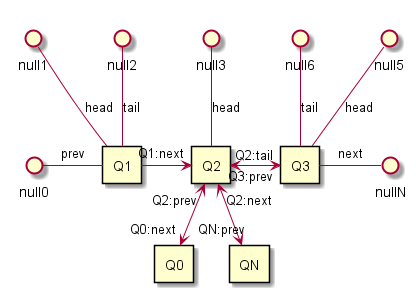 null1 null2 null3 null6 null5
head tail head tail head
prev Q1:next Q2:tail next
Q1 Q2 Q3
Q3:prev
null0 nullN
Q2:prev Q2:next
Q0:next QN:prev
Q0 QN